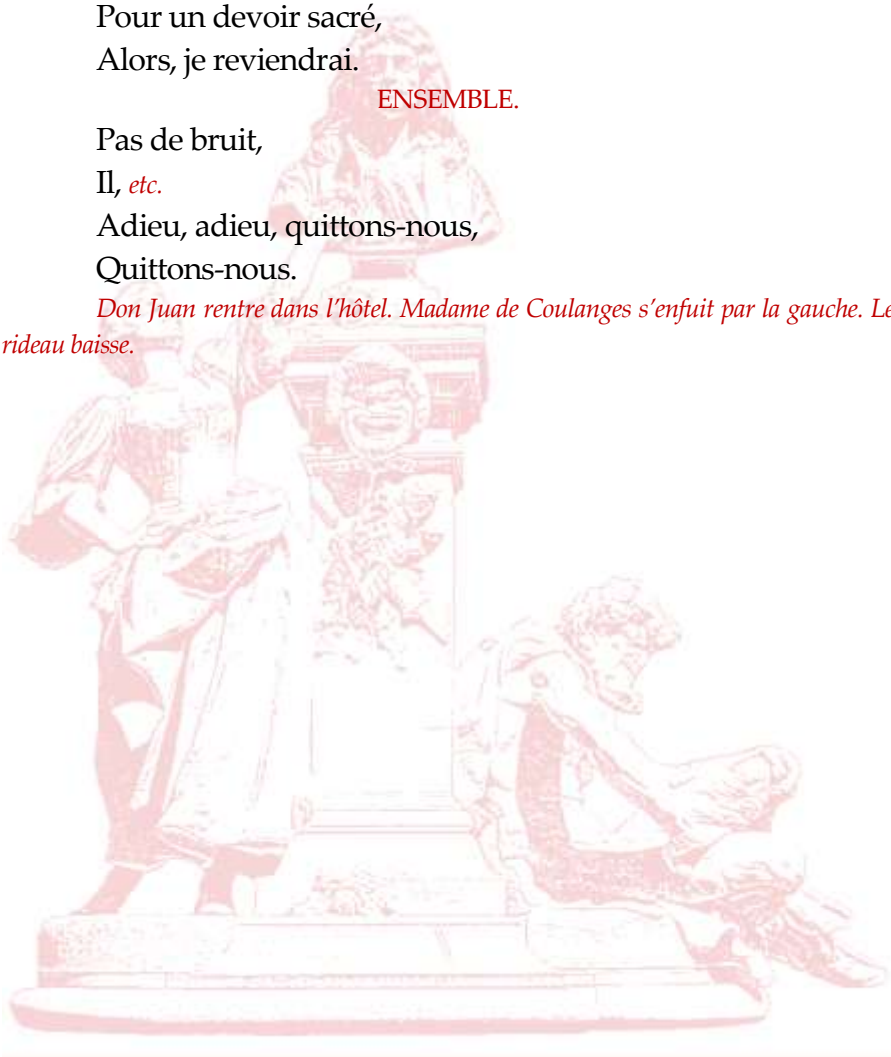 Pour un devoir sacré,
Alors, je reviendrai.
ENSEMBLE.
Pas de bruit,
Il, etc.
Adieu, adieu, quittons-nous,
Quittons-nous.
Don Juan rentre dans l'hôtel. Madame de Coulanges s'enfuit par la gauche. Le
rideau baisse.